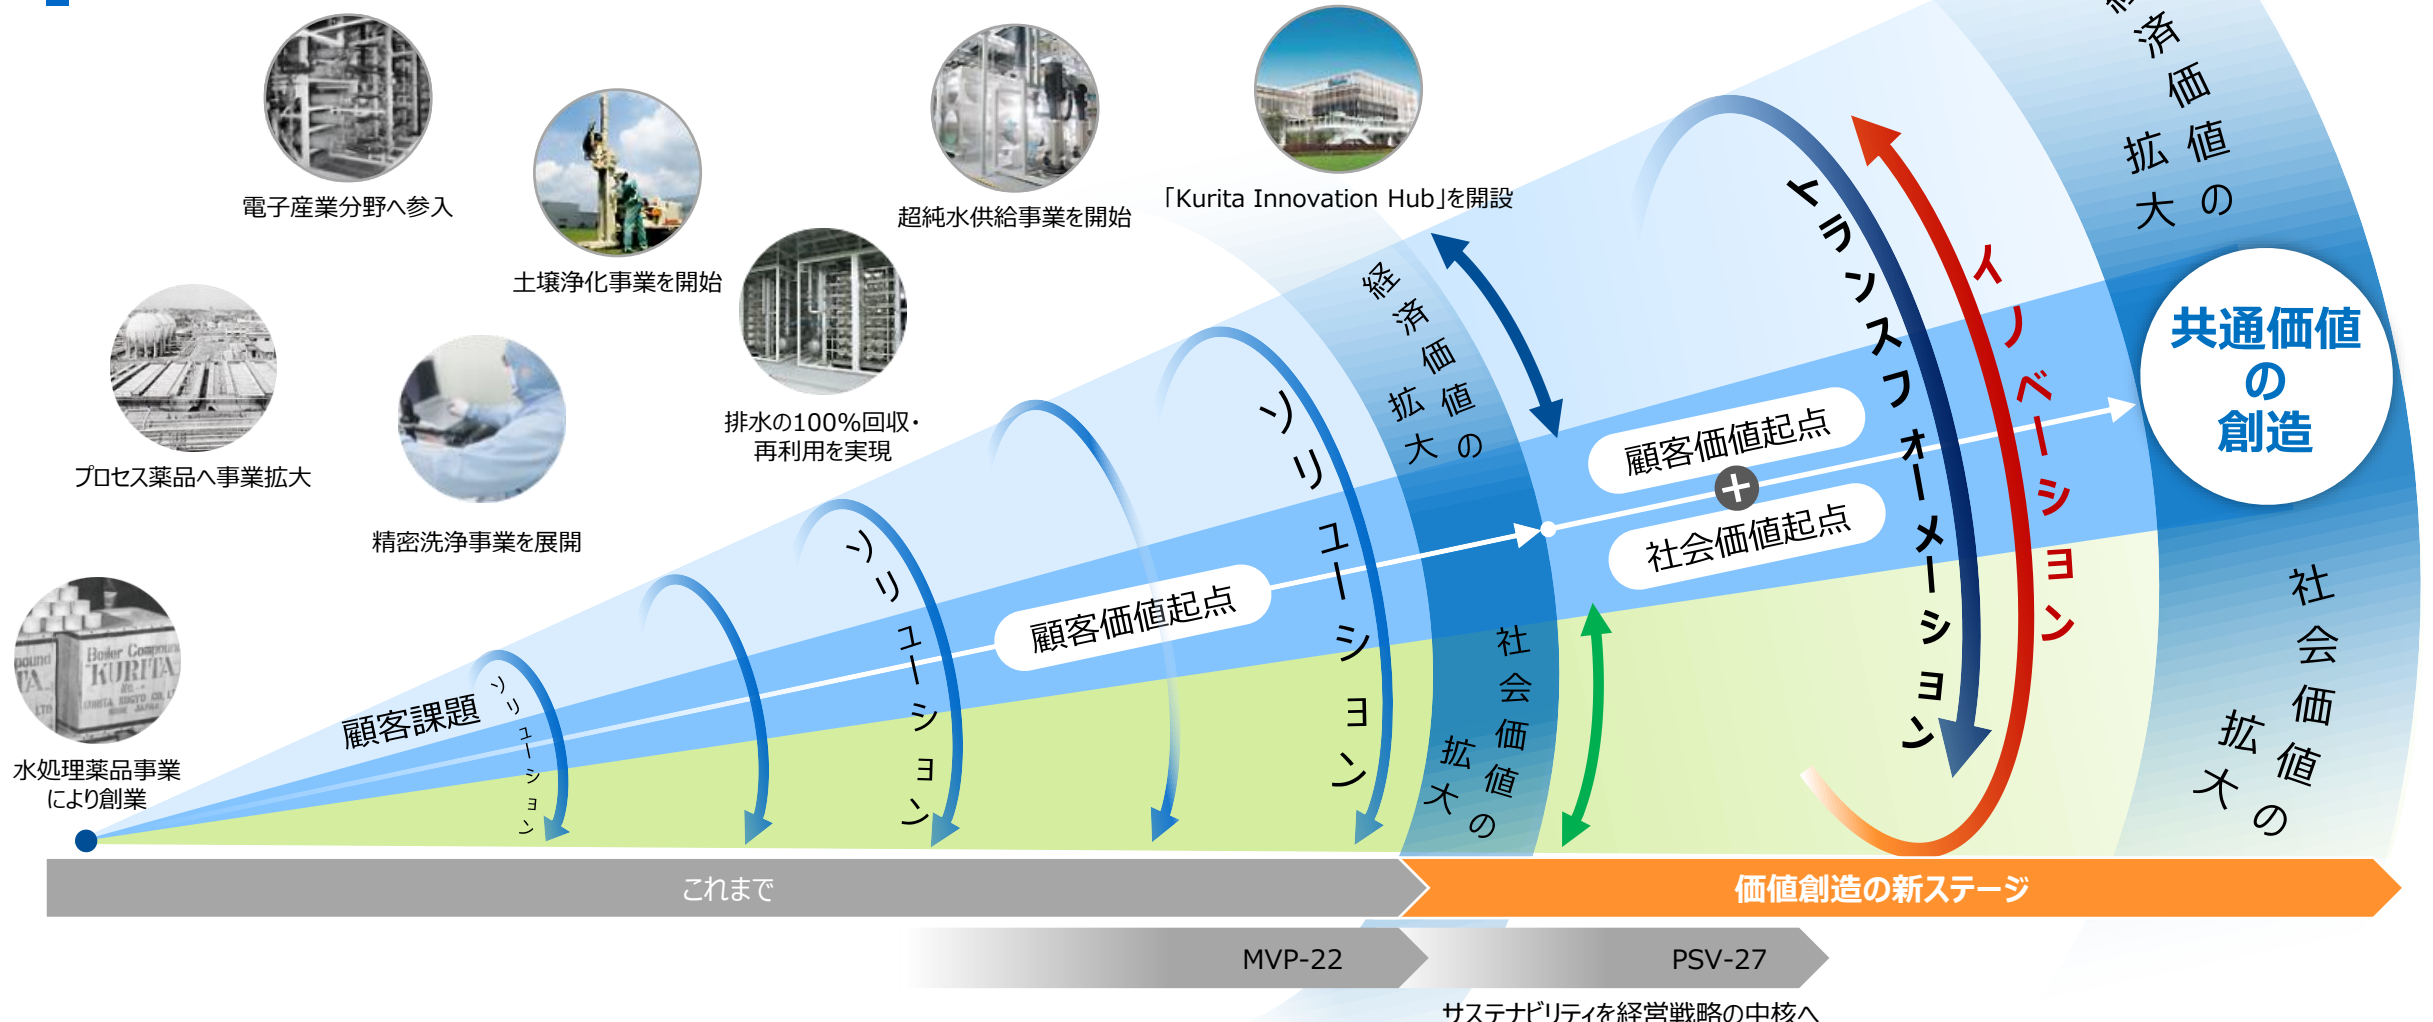 電子産業分野へ参入
土壌浄化事業を開始
超純水供給事業を開始
「Kurita Innovation Hub」を開設
プロセス薬品へ事業拡大
精密洗浄事業を展開
排水の100%回収・
再利用を実現
Boiler Compound
KURITA
水処理薬品事業
により創業
顧客課題
ソリューション
ソリューション
顧客価値起点
ソリューション
経済価値の
拡大
社会価値の
拡大
顧客価値起点
+
社会価値起点
トランスフォーメーション
イノベーション
経済価値の
拡大
共通価値
の
創造
社会価値の
拡大
これまで
価値創造の新ステージ
MVP-22
PSV-27
サステナビリティを経営戦略の中核へ